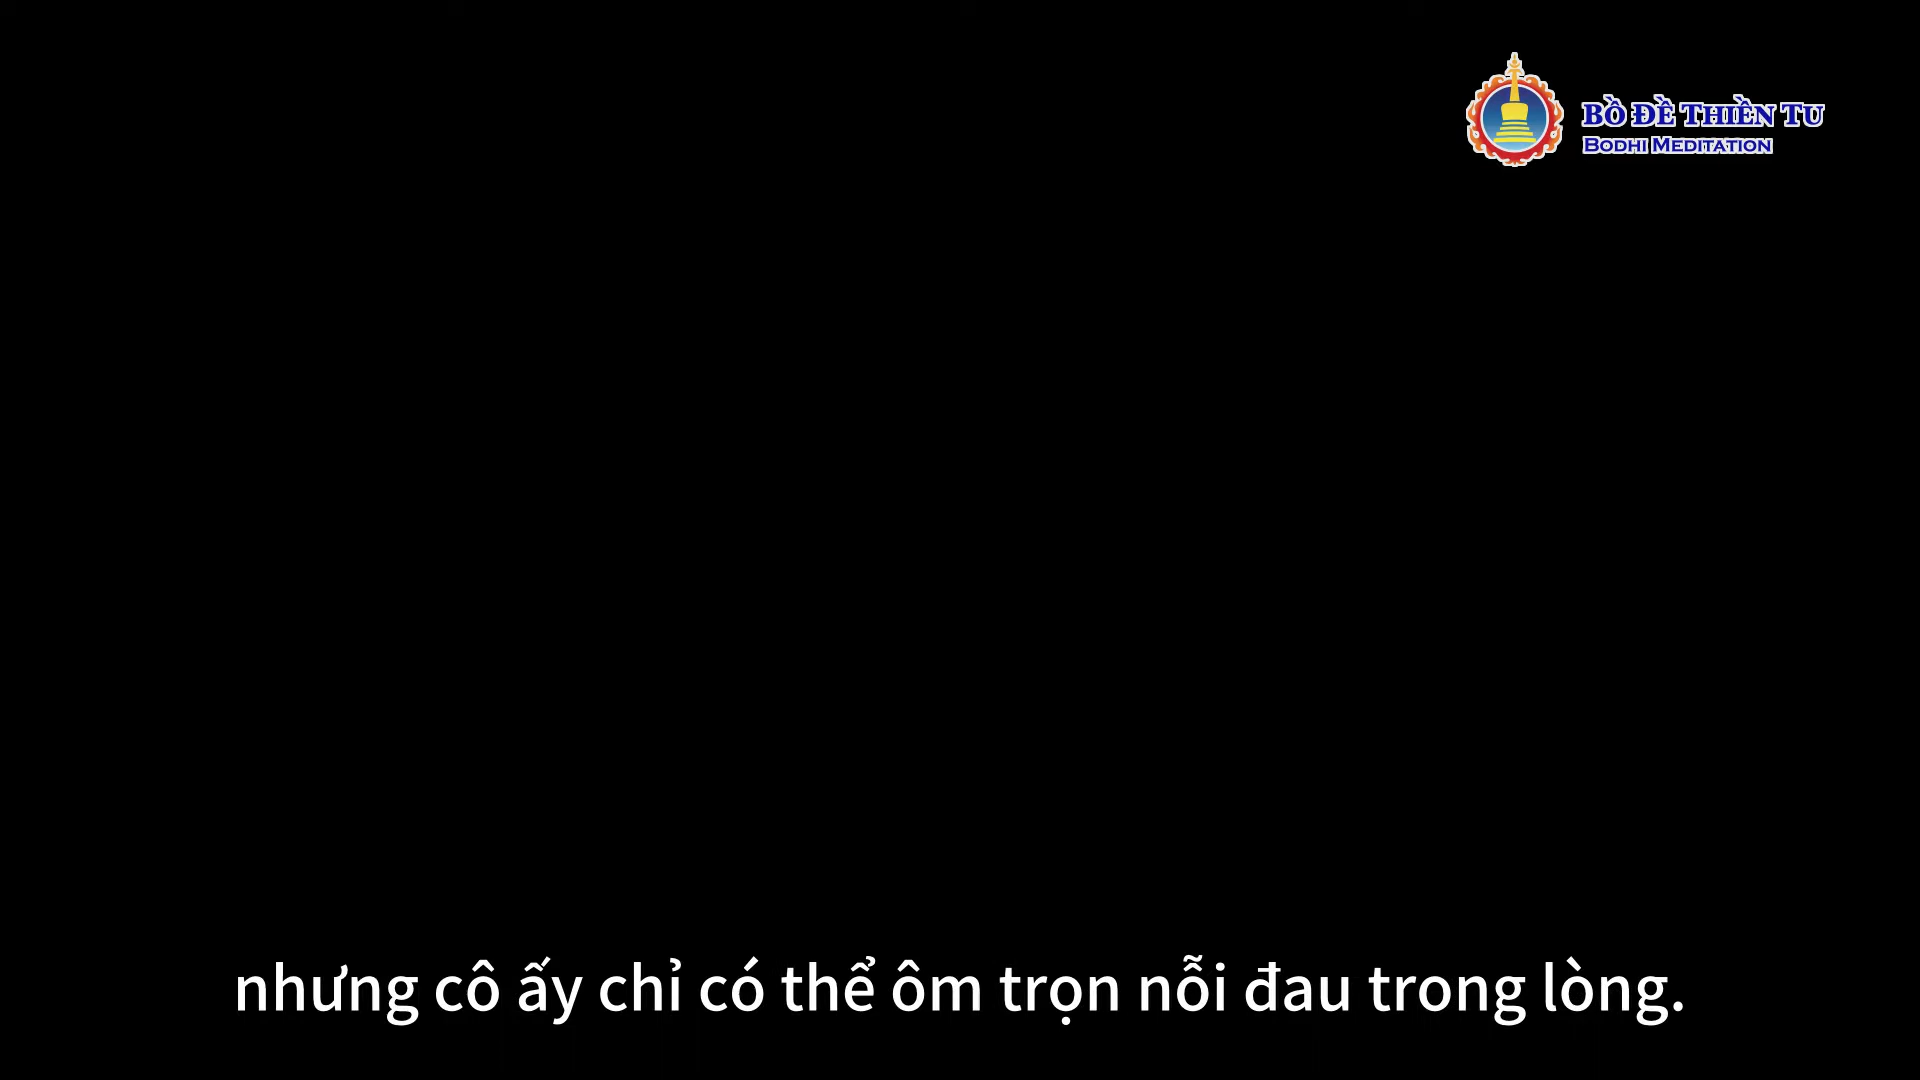 BỒ ĐỀ THIỀN TU
BODHI MEDITATION
nhưng cô ấy chỉ có thể ôm trọn nỗi đau trong lòng.